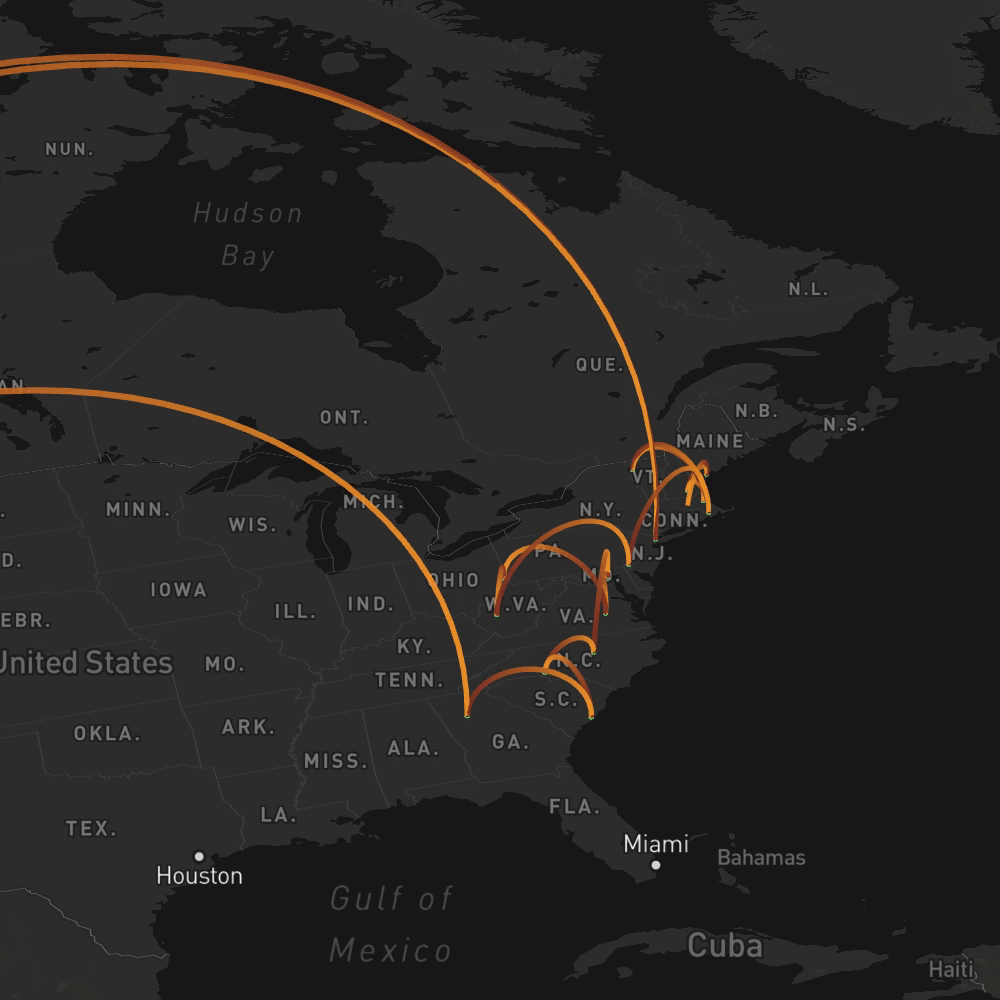 NUN.
Hudson
Bay
N.L.
QUE.
AN
ONT.
N.B.
N.S.
MAINE
VT.
MICH.
MINN.
WIS.
N.Y.
CONN.
D.
PA.
N.J.
OHIO
IOWA
W.VA.
ILL.
IND.
VA.
EBR.
KY.
United States
MO.
N.C.
TENN.
S.C.
OKLA.
ARK.
ALA.
GA.
MISS.
FLA.
LA.
TEX.
Miami
Bahamas
Houston
Gulf of
Mexico
Cuba
Haiti